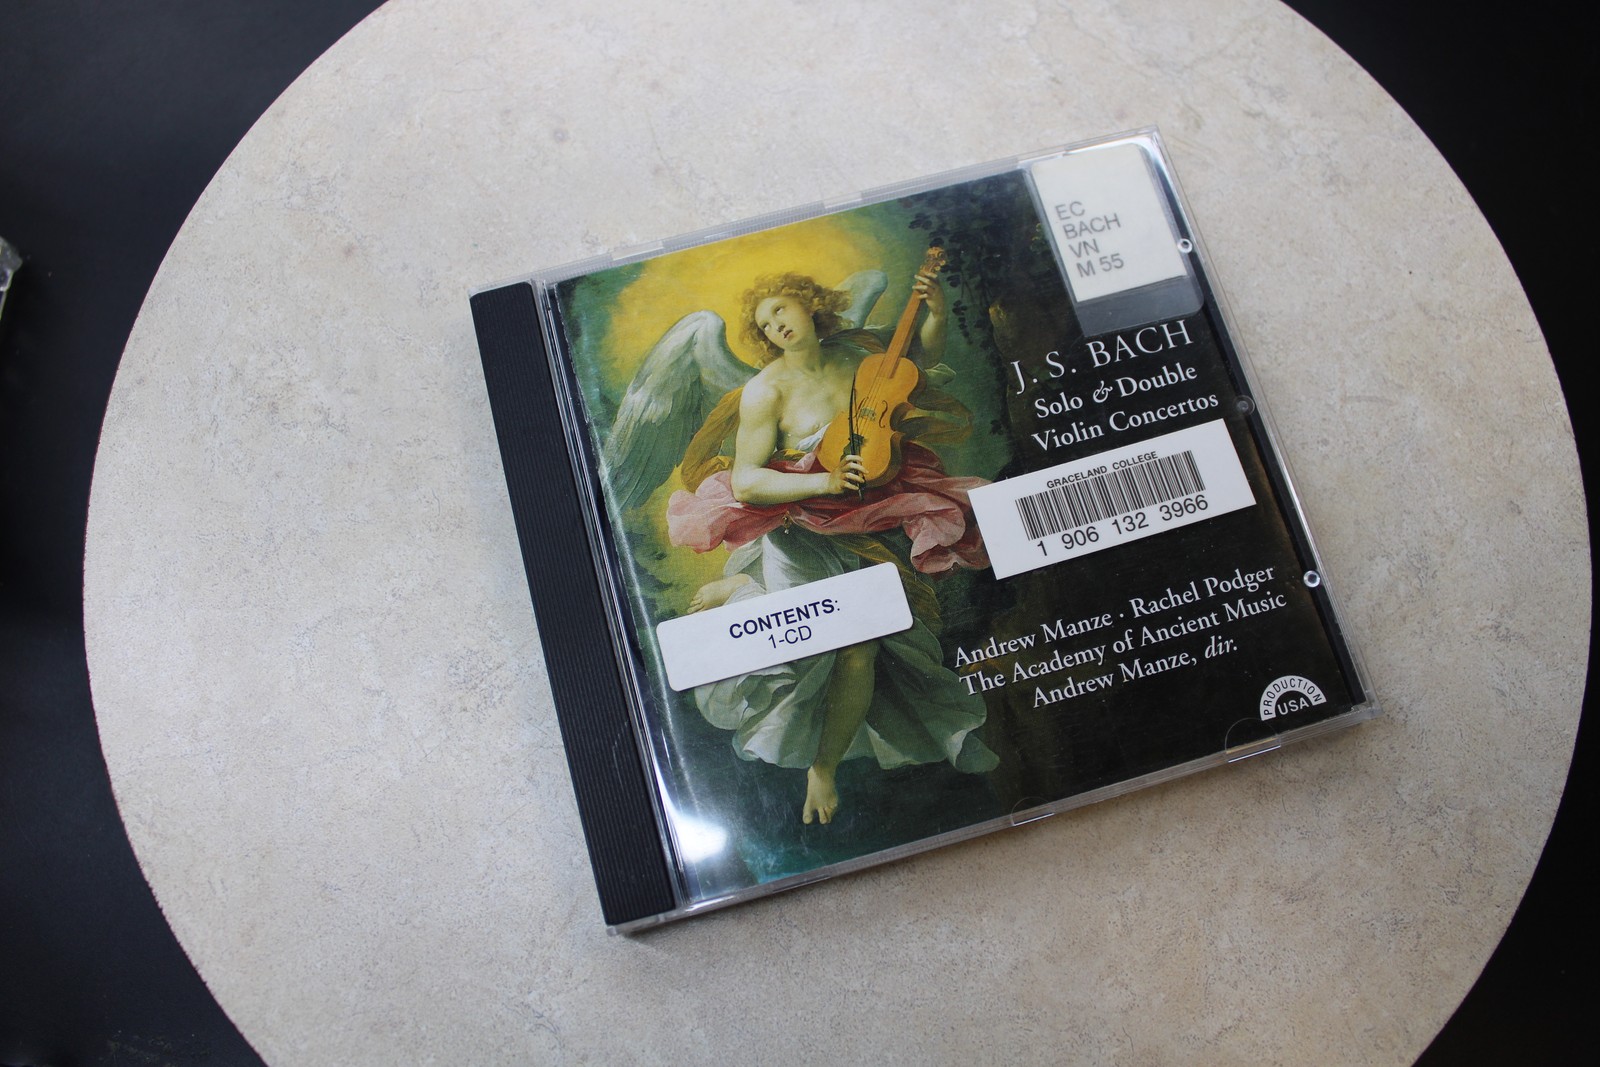 EC
BACH
VN
M 55
J. S. BACH
Solo & Double
Violin Concertos
GRACELAND COLLEGE
1 906 132 3966
CONTENTS:
1-CD
Andrew Manze · Rachel Podger
The Academy of Ancient Music
Andrew Manze, dir.
PRODUCTION
USA